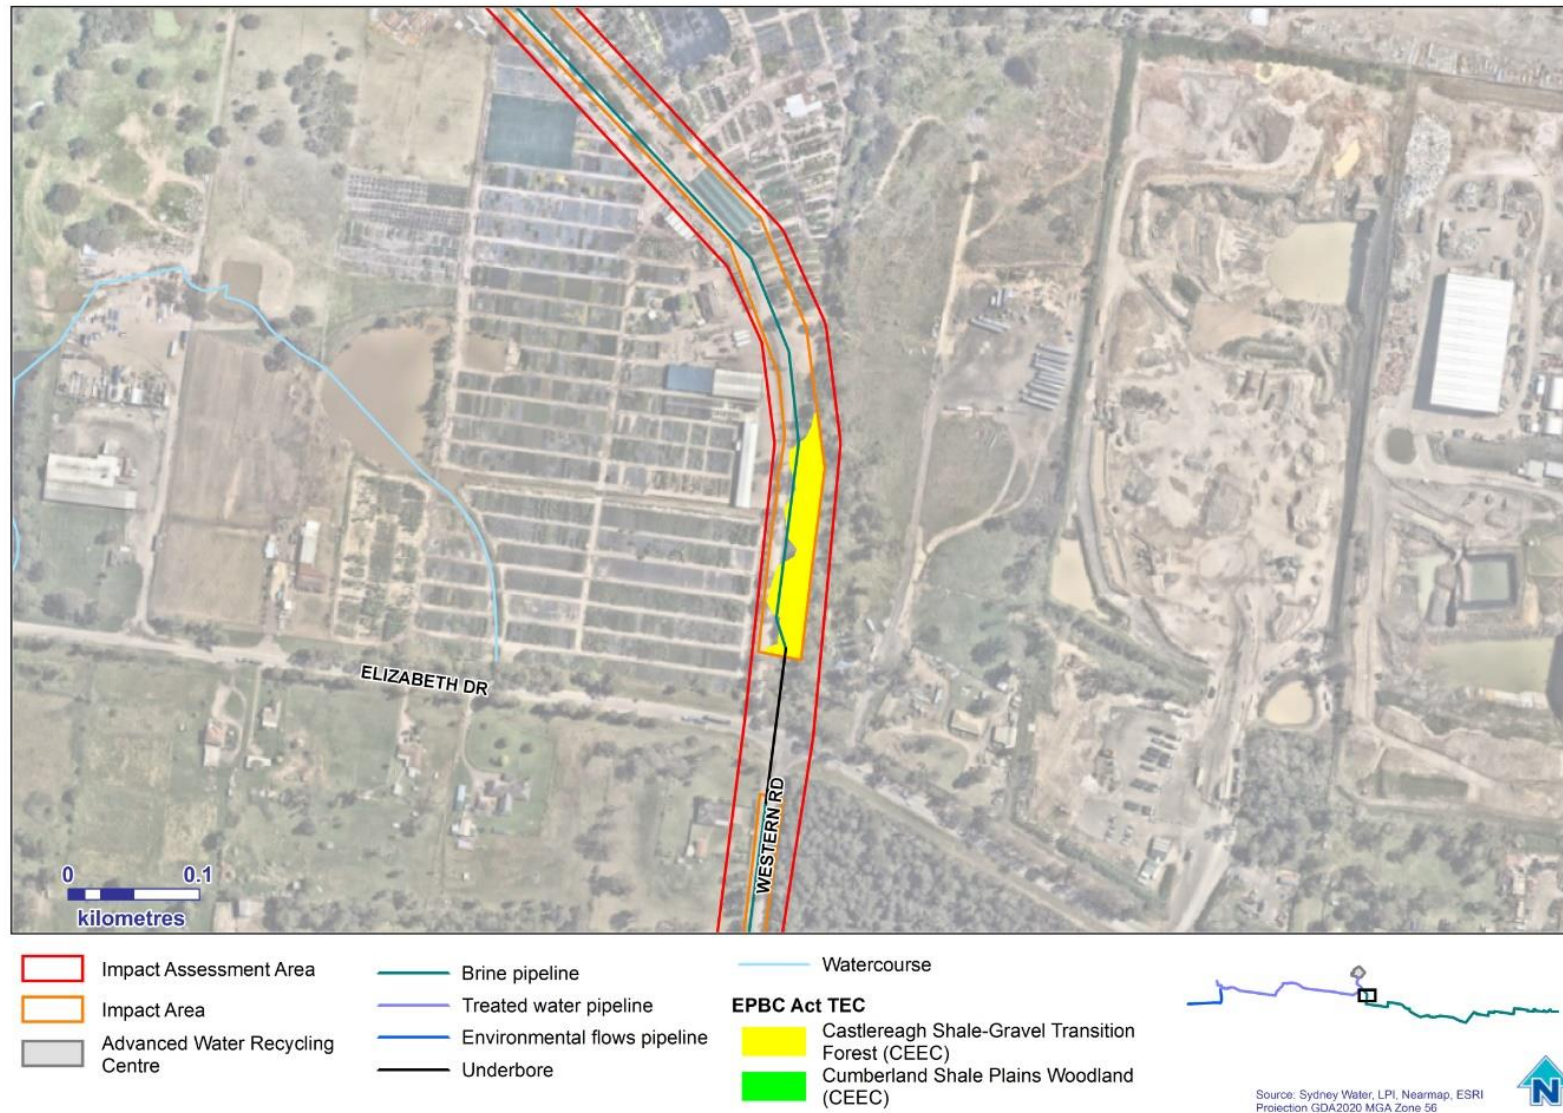 ELIZABETH DR
WESTERN RD
0 0.1
kilometres
Impact Assessment Area
Impact Area
Advanced Water Recycling
Centre
Brine pipeline
Treated water pipeline
Environmental flows pipeline
Underbore
Watercourse
EPBC Act TEC
Castlereagh Shale-Gravel Transition
Forest (CEEC)
Cumberland Shale Plains Woodland
(CEEC)
Source: Sydney Water, LPI, Nearmap, ESRI
Projection GDA2020 MGA Zone 56
N